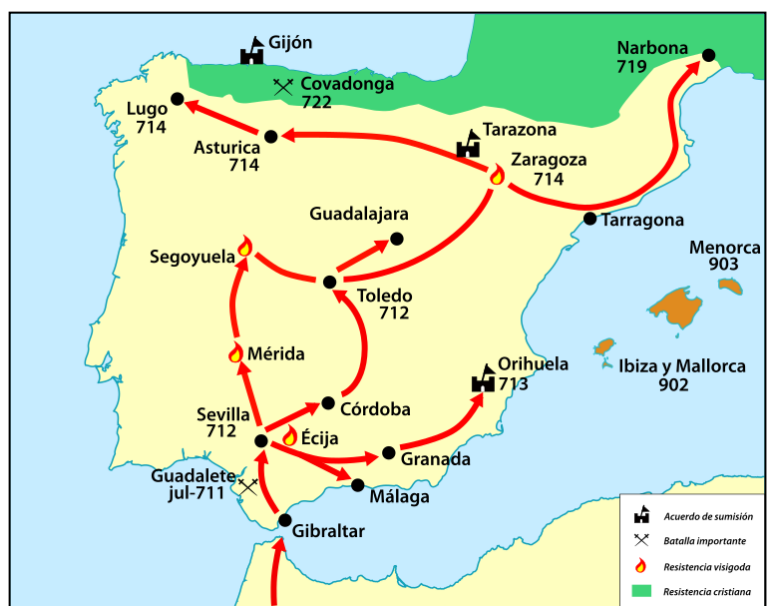 Gijón
Narbona
719
Covadonga
722
Lugo
714
Asturica
714
Tarazona
Zaragoza
714
Guadalajara
Tarragona
Segoyuela
Menorca
903
Toledo
712
Mérida
Orihuela
713
Ibiza y Mallorca
902
Sevilla
712
Córdoba
Écija
Granada
Guadalete
jul-711
Málaga
Gibraltar
Acuerdo de sumisión
Batalla importante
Resistencia visigoda
Resistencia cristiana